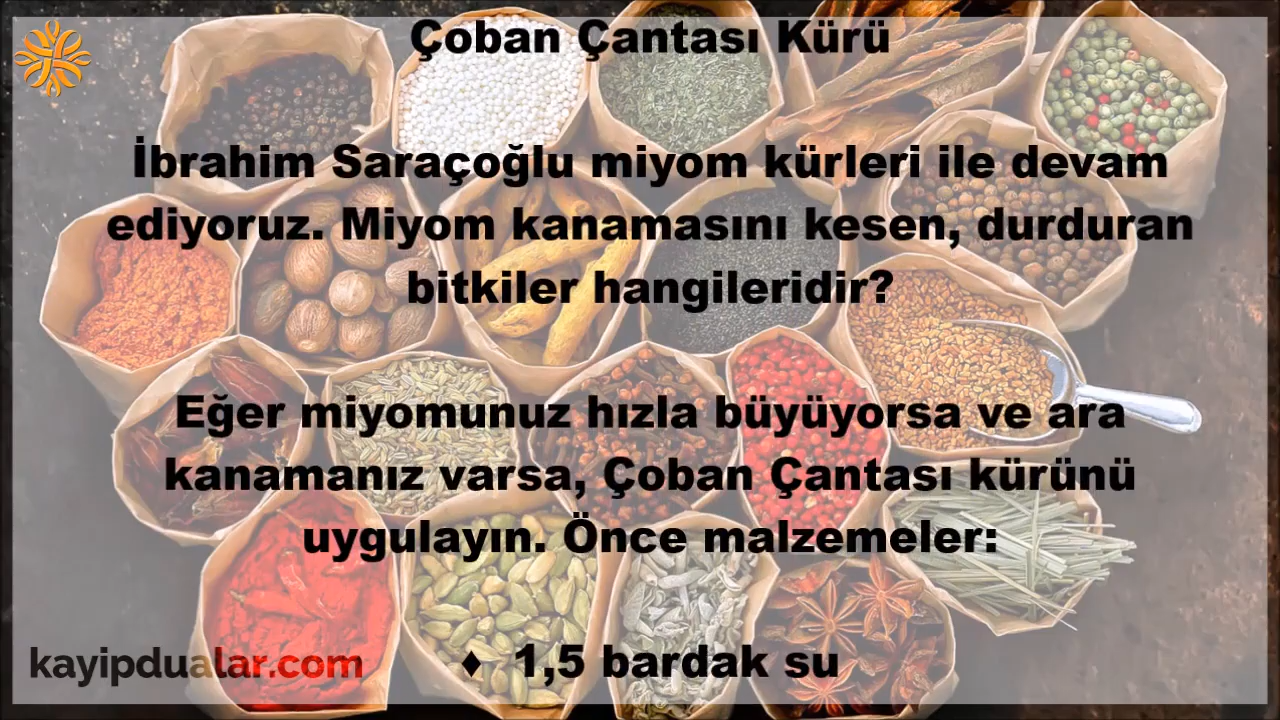 Çoban Çantası Kürü
İbrahim Saraçoğlu miyom kürleri ile devam
ediyoruz. Miyom kanamasını kesen, durduran
bitkiler hangileridir?
Eğer miyomunuz hızla büyüyorsa ve ara
kanamanız varsa, Çoban Çantası kürünü
uygulayın. Önce malzemeler:
♦ 1,5 bardak su
kayipdualar.com